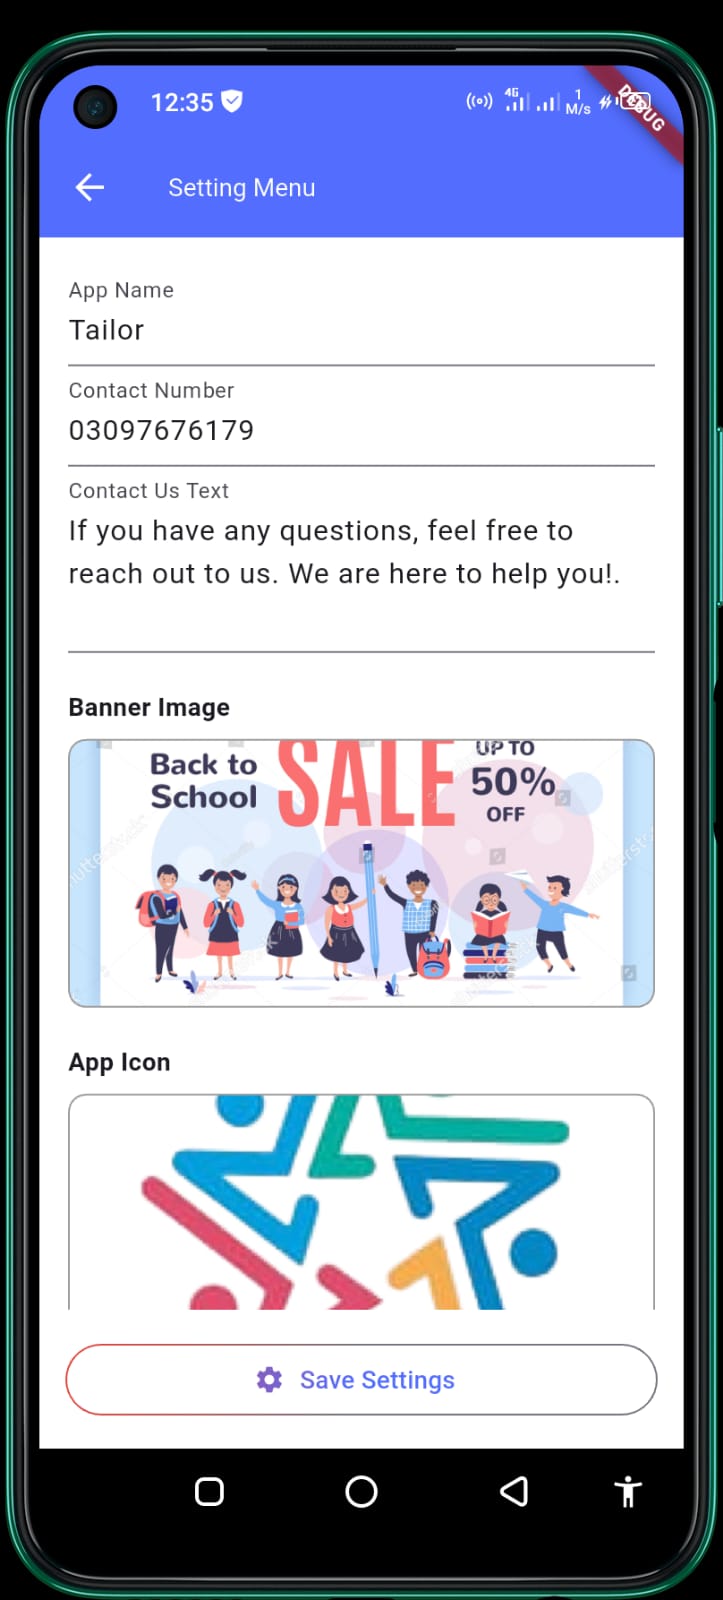 12:35
4G
1
M/s
DEBUG
Setting Menu
App Name
Tailor
Contact Number
03097676179
Contact Us Text
If you have any questions, feel free to
reach out to us. We are here to help you!.
Banner Image
Back to
School
SALE
UP TO
50%
OFF
shutterstock
App Icon
Save Settings